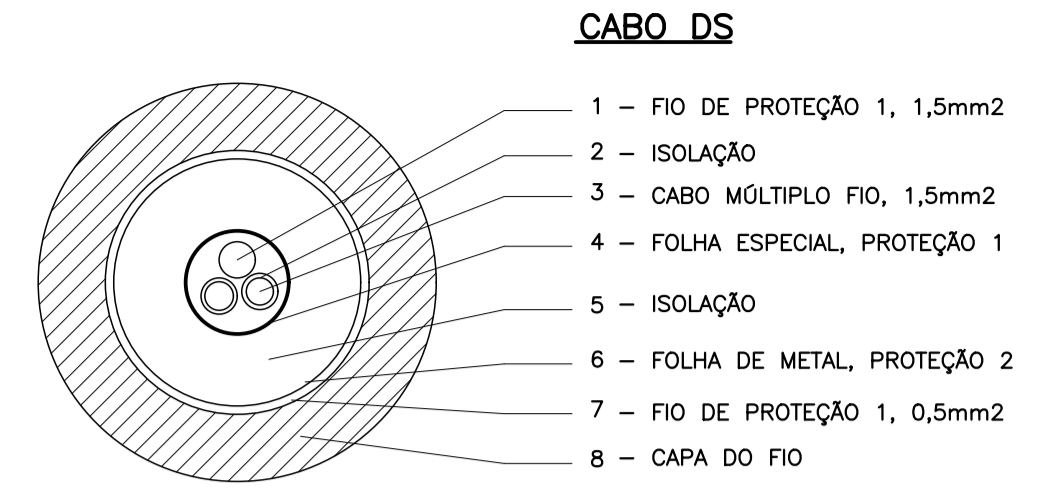 CABO DS
1 – FIO DE PROTEÇÃO 1, 1,5mm2
2 – ISOLAÇÃO
3 – CABO MÚLTIPLO FIO, 1,5mm2
4 – FOLHA ESPECIAL, PROTEÇÃO 1
5 – ISOLAÇÃO
6 – FOLHA DE METAL, PROTEÇÃO 2
7 – FIO DE PROTEÇÃO 1, 0,5mm2
8 – CAPA DO FIO